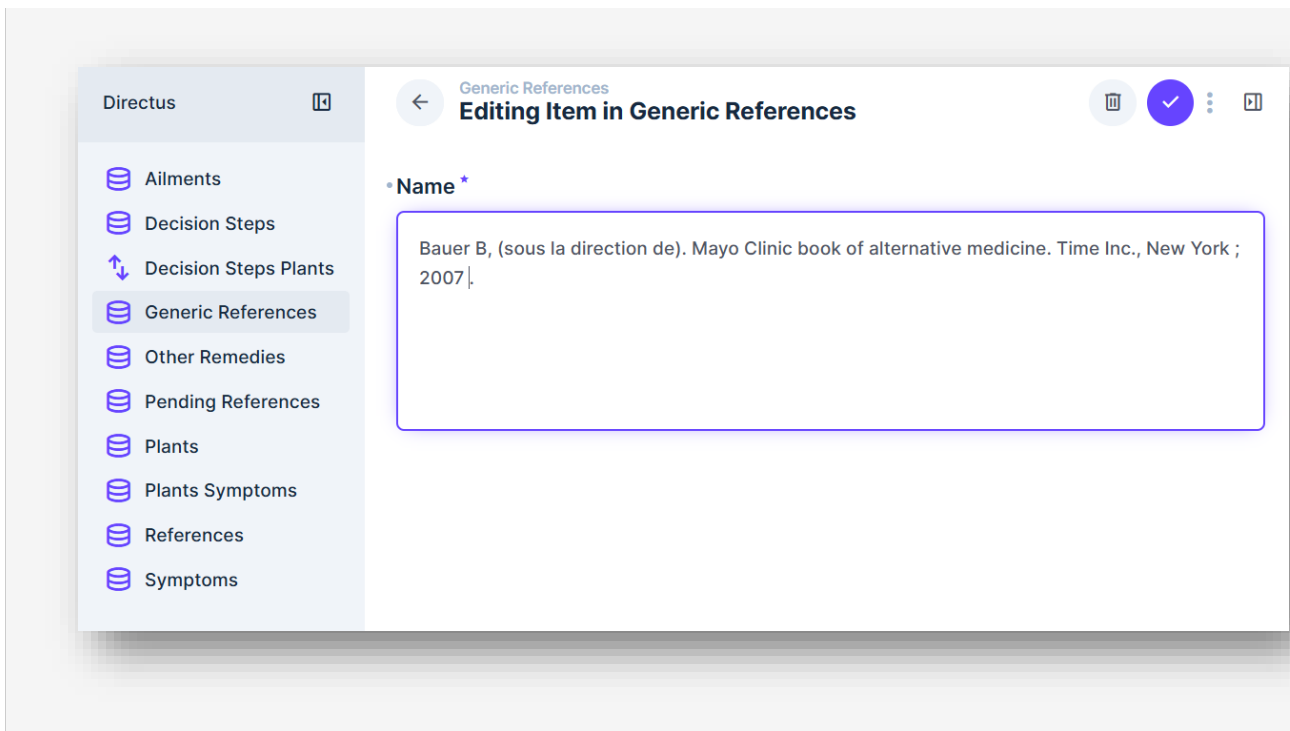 Directus
Ailments
Decision Steps
Decision Steps Plants
Generic References
Other Remedies
Pending References
Plants
Plants Symptoms
References
Symptoms
Generic References
Editing Item in Generic References
Name *
Bauer B, (sous la direction de). Mayo Clinic book of alternative medicine. Time Inc., New York ;
2007 .